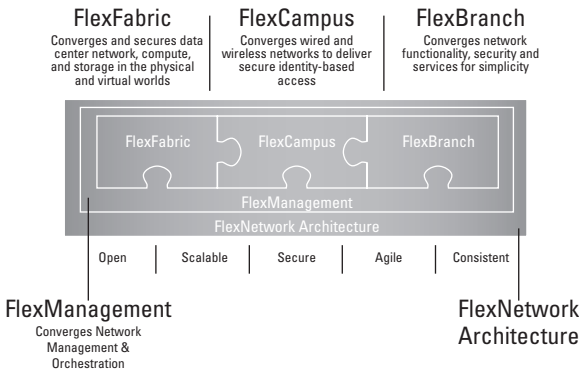 FlexFabric
Converges and secures data
center network, compute,
and storage in the physical
and virtual worlds
FlexCampus
Converges wired and
wireless networks to deliver
secure identity-based
access
FlexBranch
Converges network
functionality, security and
services for simplicity
FlexFabric
FlexCampus
FlexBranch
FlexManagement
FlexNetwork Architecture
Open
Scalable
Secure
Agile
Consistent
FlexManagement
Converges Network
Management &
Orchestration
FlexNetwork
Architecture